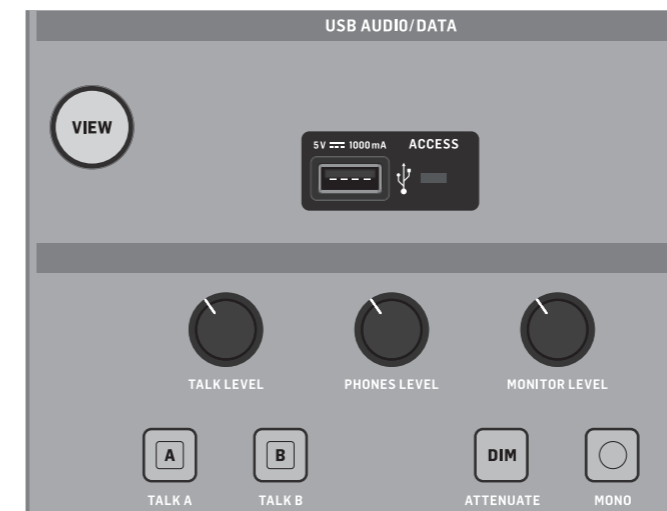 USB AUDIO/DATA
VIEW
5V 1000mA ACCESS
TALK LEVEL PHONES LEVEL MONITOR LEVEL
A B DIM
TALK A TALK B ATTENUATE MONO